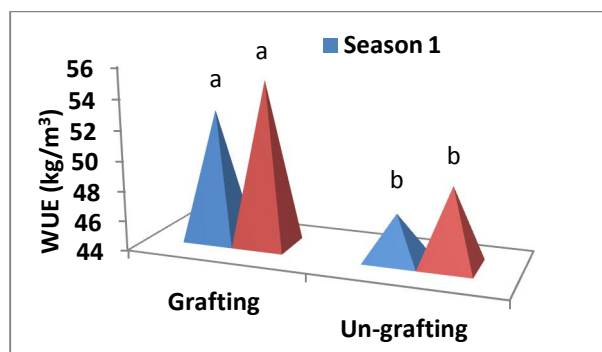 Season 1
a
a
b
b
WUE (kg/m³)
56
54
52
50
48
46
44
Grafting
Un-grafting